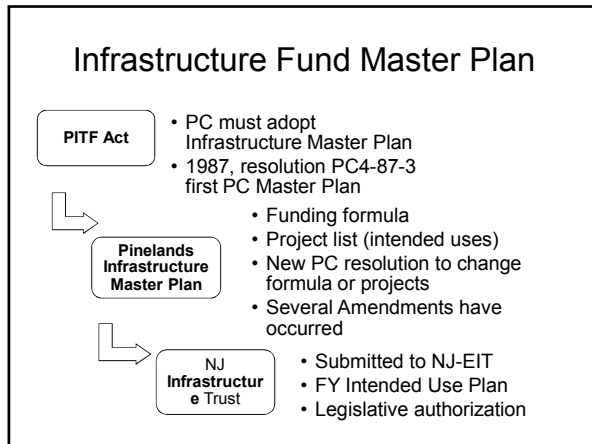 Infrastructure Fund Master Plan
PITF Act
• PC must adopt
Infrastructure Master Plan
• 1987, resolution PC4-87-3
first PC Master Plan
Pinelands
Infrastructure
Master Plan
• Funding formula
• Project list (intended uses)
• New PC resolution to change
formula or projects
• Several Amendments have
occurred
NJ
Infrastructur
e Trust
• Submitted to NJ-EIT
• FY Intended Use Plan
• Legislative authorization